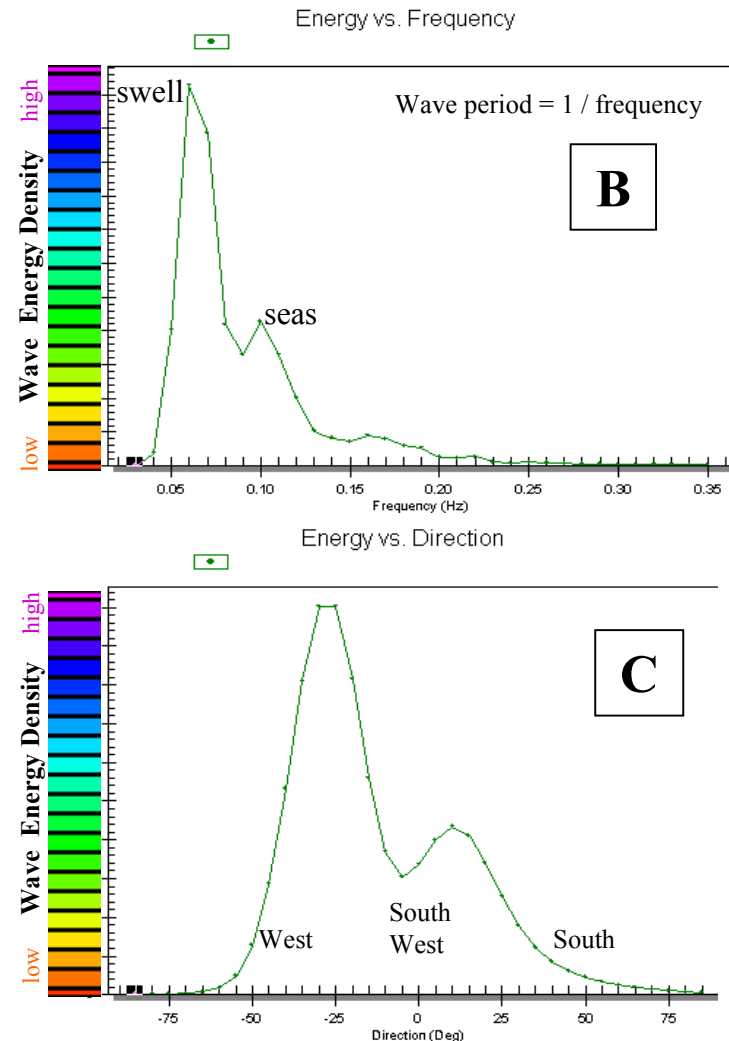 Energy vs. Frequency
high
Wave Energy Density
low
swell
Wave period = 1 / frequency
B
seas
0.05 0.10 0.15 0.20 0.25 0.30 0.35
Frequency (Hz)
Energy vs. Direction
high
Wave Energy Density
low
C
West
South
West
South
-75 -50 -25 0 25 50 75
Direction (Deg)